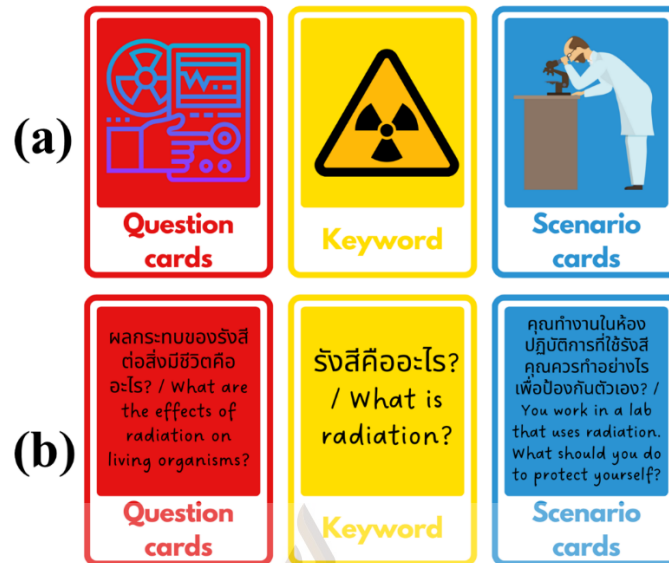 (a)
Question
cards
Keyword
Scenario
cards
(b)
ผลกระทบของรังสี
ต่อสิ่งมีชีวิตคือ
อะไร? / What are
the effects of
radiation on
living organisms?
Question
cards
รังสีคืออะไร?
/ What is
radiation?
Keyword
คุณทำงานในห้อง
ปฏิบัติการที่ใช้รังสี
คุณควรทำอย่างไร
เพื่อป้องกันตัวเอง? /
You work in a lab
that uses radiation.
What should you do
to protect yourself?
Scenario
cards